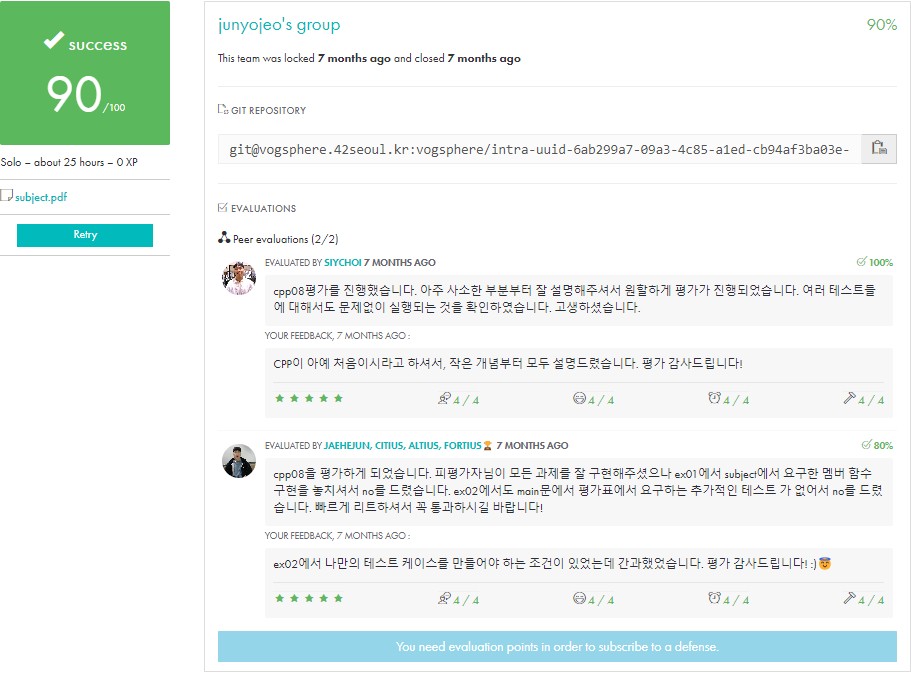 success
90/100
Solo – about 25 hours – 0 XP
subject.pdf
Retry
junyojeo's group
90%
This team was locked 7 months ago and closed 7 months ago
GIT REPOSITORY
git@vogsphere.42seoul.kr:vogsphere/intra-uuid-6ab299a7-09a3-4c85-a1ed-cb94af3ba03e-
EVALUATIONS
Peer evaluations (2/2)
EVALUATED BY SIYCHOI 7 MONTHS AGO
100%
cpp08평가를 진행했습니다. 아주 사소한 부분부터 잘 설명해주셔서 원할하게 평가가 진행되었습니다. 여러 테스트들
에 대해서도 문제없이 실행되는 것을 확인하였습니다. 고생하셨습니다.
YOUR FEEDBACK, 7 MONTHS AGO :
CPP이 아예 처음이시라고 하셔서, 작은 개념부터 모두 설명드렸습니다. 평가 감사드립니다!
★ ★ ★ ★ ★ 4 / 4 4 / 4 4 / 4 4 / 4
EVALUATED BY JAEHEJUN, CITIUS, ALTIUS, FORTIUS 7 MONTHS AGO
80%
cpp08을 평가하게 되었습니다. 피평가자님이 모든 과제를 잘 구현해주셨으나 ex01에서 subject에서 요구한 멤버 함수
구현을 놓치셔서 no를 드렸습니다. ex02에서도 main문에서 평가표에서 요구하는 추가적인 테스트 가 없어서 no를 드렸
습니다. 빠르게 리트하셔서 꼭 통과하시길 바랍니다!
YOUR FEEDBACK, 7 MONTHS AGO :
ex02에서 나만의 테스트 케이스를 만들어야 하는 조건이 있었는데 간과했었습니다. 평가 감사드립니다! :)😇
★ ★ ★ ★ ★ 4 / 4 4 / 4 4 / 4 4 / 4
You need evaluation points in order to subscribe to a defense.